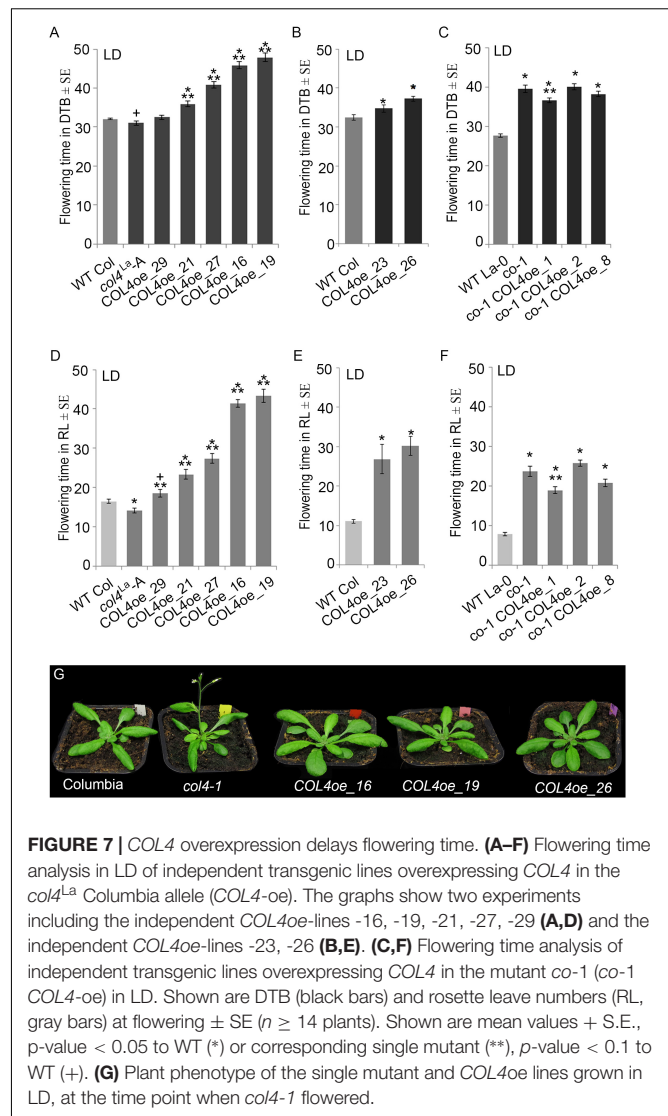 A
LD
Flowering time in DTB ± SE
50
40
30
20
10
0
+
*
**
*
**
*
**
*
**
WT Col
col4La-A
COL4oe_29
COL4oe_21
COL4oe_27
COL4oe_16
COL4oe_19
B
LD
Flowering time in DTB ± SE
50
40
30
20
10
0
*
*
WT Col
COL4oe_23
COL4oe_26
C
LD
Flowering time in DTB ± SE
50
40
30
20
10
0
*
*
**
*
*
WT La-0
co-1
co-1 COL4oe_1
co-1 COL4oe_2
co-1 COL4oe_8
D
LD
Flowering time in RL ± SE
50
40
30
20
10
0
*
+
**
*
**
*
**
*
**
*
**
WT Col
col4La-A
COL4oe_29
COL4oe_21
COL4oe_27
COL4oe_16
COL4oe_19
E
LD
Flowering time in RL ± SE
50
40
30
20
10
0
*
*
WT Col
COL4oe_23
COL4oe_26
F
LD
Flowering time in RL ± SE
50
40
30
20
10
0
*
*
**
*
*
WT La-0
co-1
co-1 COL4oe_1
co-1 COL4oe_2
co-1 COL4oe_8
G
Columbia
col4-1
COL4oe_16
COL4oe_19
COL4oe_26
FIGURE 7 | COL4 overexpression delays flowering time. (A–F) Flowering time
analysis in LD of independent transgenic lines overexpressing COL4 in the
col4La Columbia allele (COL4-oe). The graphs show two experiments
including the independent COL4oe-lines -16, -19, -21, -27, -29 (A,D) and the
independent COL4oe-lines -23, -26 (B,E). (C,F) Flowering time analysis of
independent transgenic lines overexpressing COL4 in the mutant co-1 (co-1
COL4-oe) in LD. Shown are DTB (black bars) and rosette leave numbers (RL,
gray bars) at flowering ± SE (n ≥ 14 plants). Shown are mean values + S.E.,
p-value < 0.05 to WT (*) or corresponding single mutant (**), p-value < 0.1 to
WT (+). (G) Plant phenotype of the single mutant and COL4oe lines grown in
LD, at the time point when col4-1 flowered.